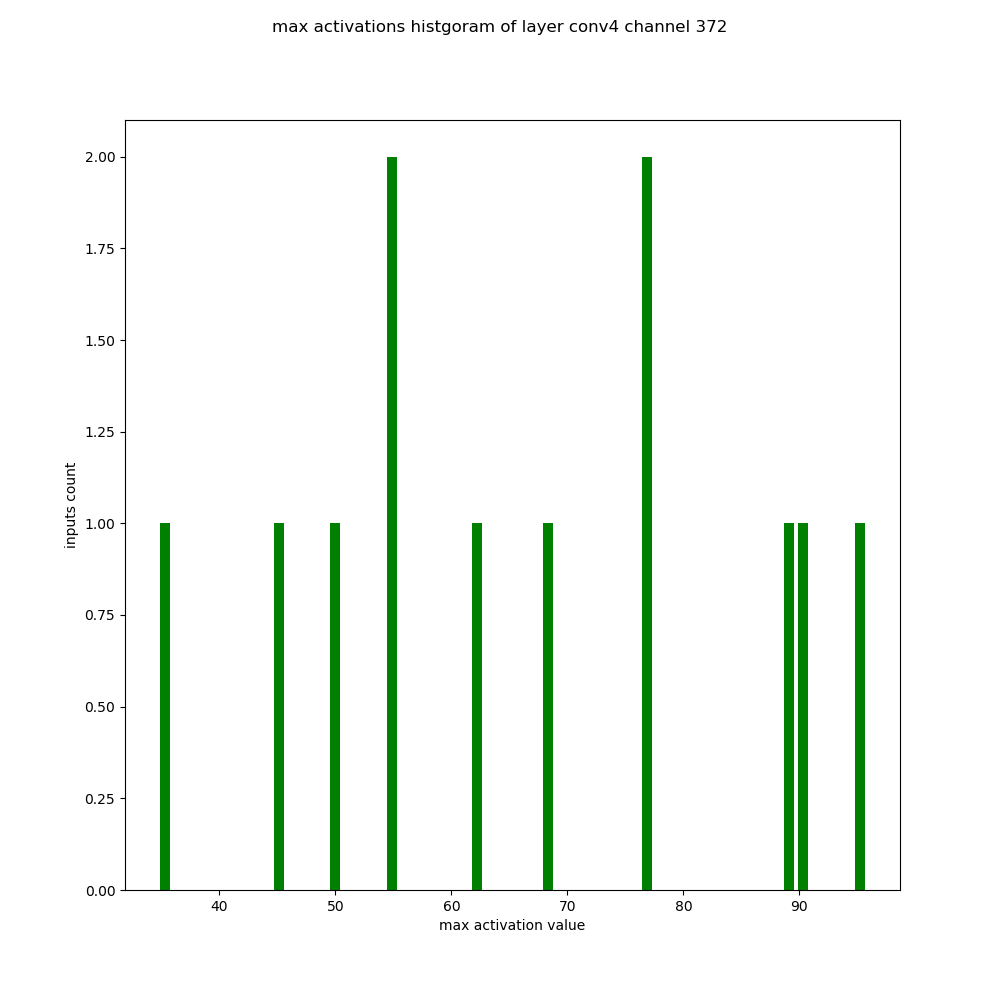 max activations histgoram of layer conv4 channel 372
2.00
1.75
1.50
1.25
1.00
0.75
0.50
0.25
0.00
inputs count
40 50 60 70 80 90
max activation value